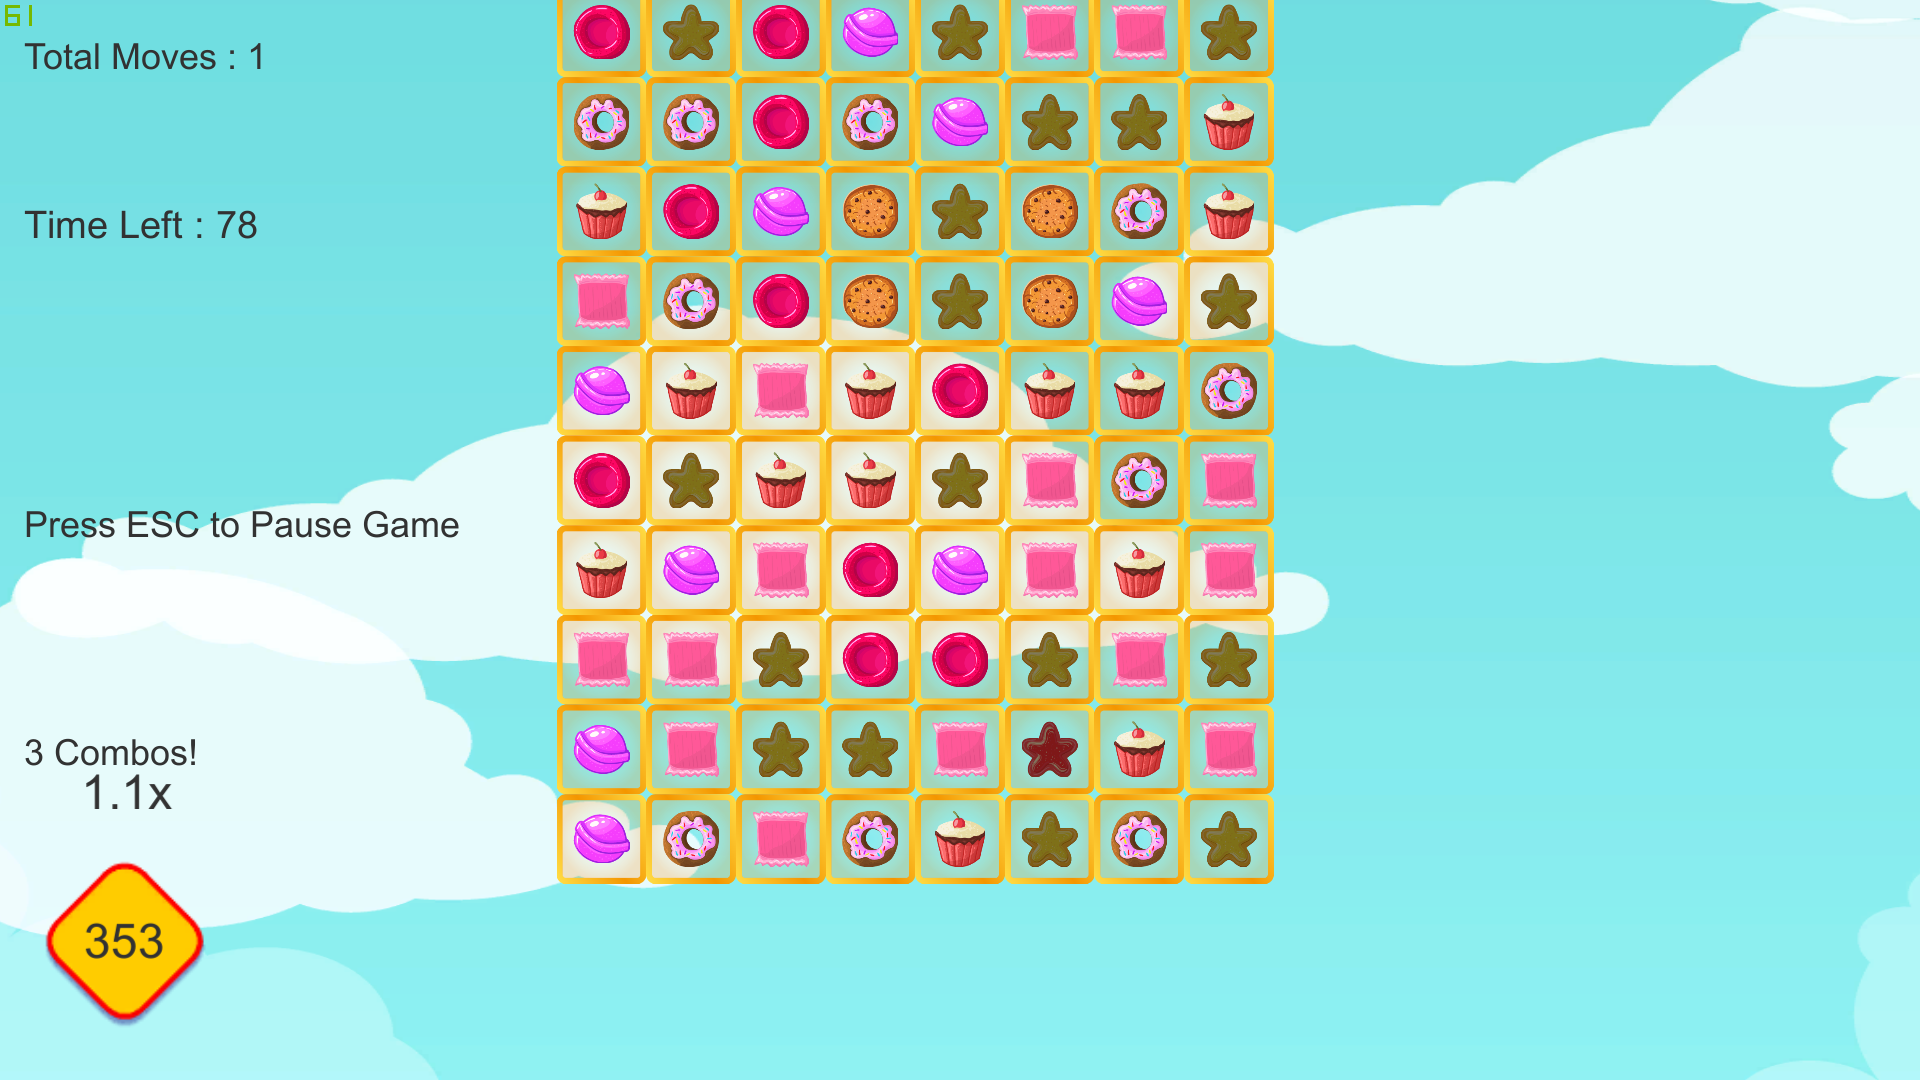 61
Total Moves : 1
Time Left : 78
Press ESC to Pause Game
3 Combos!
1.1x
353